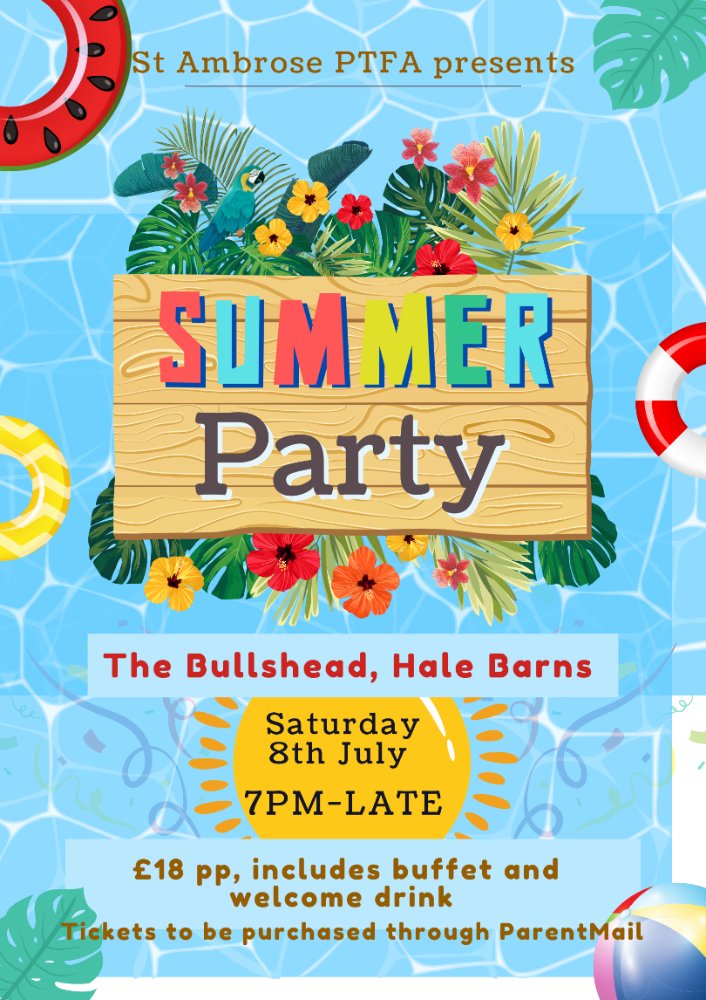 St Ambrose PTFA presents
SUMMER
Party
The Bullshead, Hale Barns
Saturday
8th July
7PM-LATE
£18 pp, includes buffet and
welcome drink
Tickets to be purchased through ParentMail